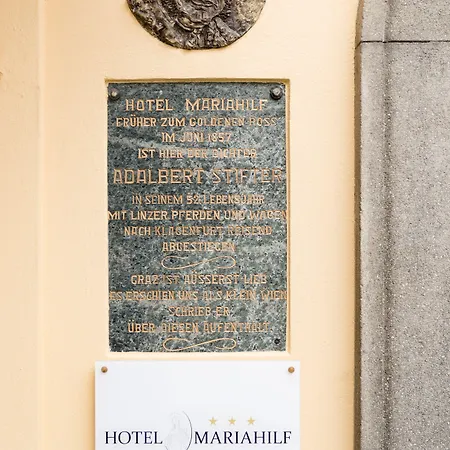 HOTEL MARIAHILF
FRÜHER ZUM GOLDENEN ROSS
IM JUNI 1857
IST HIER DER DICHTER
ADALBERT STIFTER
IN SEINEM 52 LEBENSJAHR
MIT LINZER PFERDEN UND WAGEN
NACH KLAGENFURT REISEND
ABGESTIEGEN
GRAZ IST ÄUSSERST LIEB
ES ERSCHIEN UNS ALS KLEIN WIEN
SCHRIEB ER
ÜBER DIESEN AUFENTHALT
HOTEL MARIAHILF